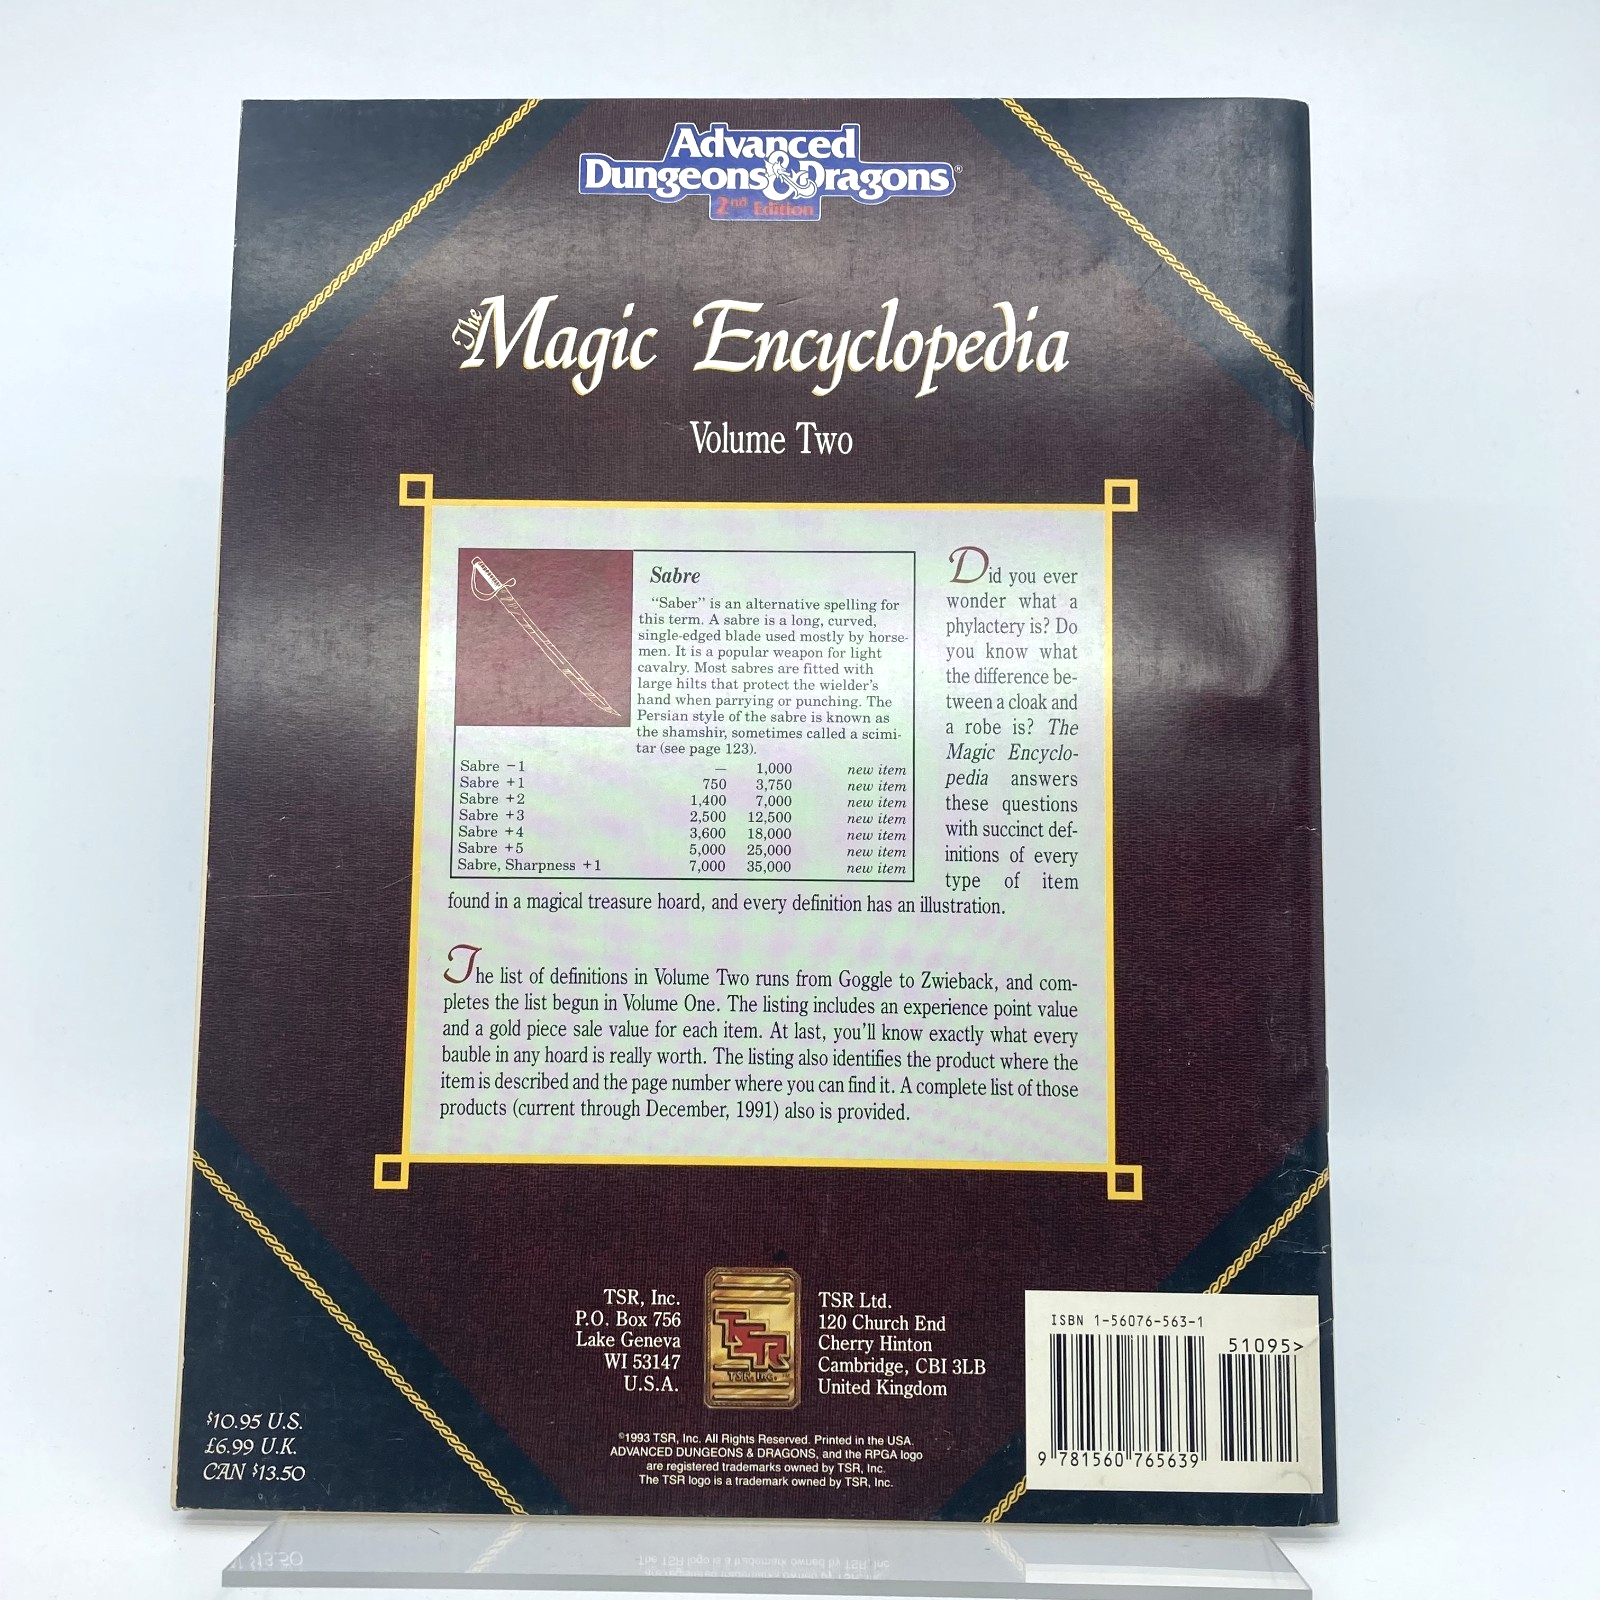 Advanced
Dungeons & Dragons®
2nd Edition
The Magic Encyclopedia
Volume Two
Sabre
"Saber" is an alternative spelling for
this term. A sabre is a long, curved,
single-edged blade used mostly by horse-
men. It is a popular weapon for light
cavalry. Most sabres are fitted with
large hilts that protect the wielder's
hand when parrying or punching. The
Persian style of the sabre is known as
the shamshir, sometimes called a scimi-
tar (see page 123).
Sabre −1 — 1,000 new item
Sabre +1 750 3,750 new item
Sabre +2 1,400 7,000 new item
Sabre +3 2,500 12,500 new item
Sabre +4 3,600 18,000 new item
Sabre +5 5,000 25,000 new item
Sabre, Sharpness +1 7,000 35,000 new item
Did you ever
wonder what a
phylactery is? Do
you know what
the difference be-
tween a cloak and
a robe is? The
Magic Encyclo-
pedia answers
these questions
with succinct def-
initions of every
type of item
found in a magical treasure hoard, and every definition has an illustration.
The list of definitions in Volume Two runs from Goggle to Zwieback, and com-
pletes the list begun in Volume One. The listing includes an experience point value
and a gold piece sale value for each item. At last, you'll know exactly what every
bauble in any hoard is really worth. The listing also identifies the product where the
item is described and the page number where you can find it. A complete list of those
products (current through December, 1991) also is provided.
TSR, Inc.
P.O. Box 756
Lake Geneva
WI 53147
U.S.A.
TSR
TSR, Inc.™
TSR Ltd.
120 Church End
Cherry Hinton
Cambridge, CBI 3LB
United Kingdom
$10.95 U.S.
£6.99 U.K.
CAN $13.50
©1993 TSR, Inc. All Rights Reserved. Printed in the USA.
ADVANCED DUNGEONS & DRAGONS, and the RPGA logo
are registered trademarks owned by TSR, Inc.
The TSR logo is a trademark owned by TSR, Inc.
ISBN 1-56076-563-1
51095>
9 781560 765639